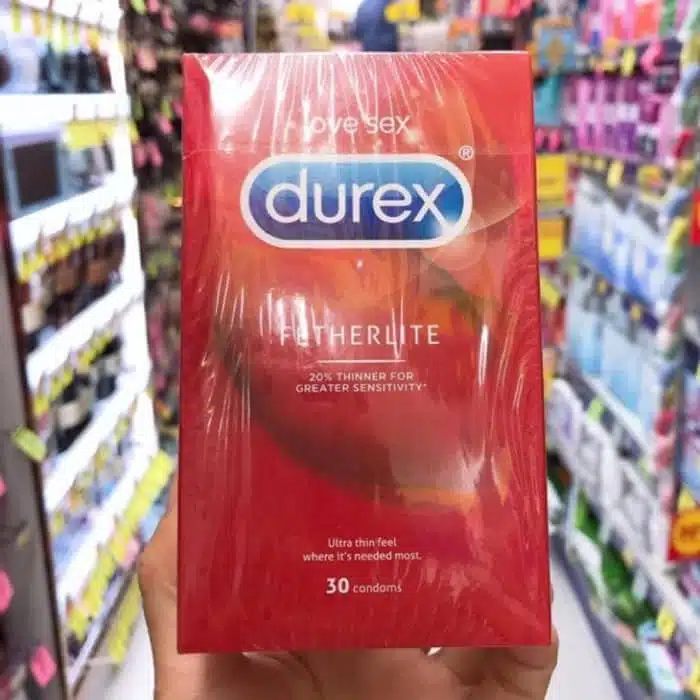 love sex
durex®
FETHERLITE
20% THINNER FOR
GREATER SENSITIVITY*
Ultra thin feel
where it's needed most.
30 condoms